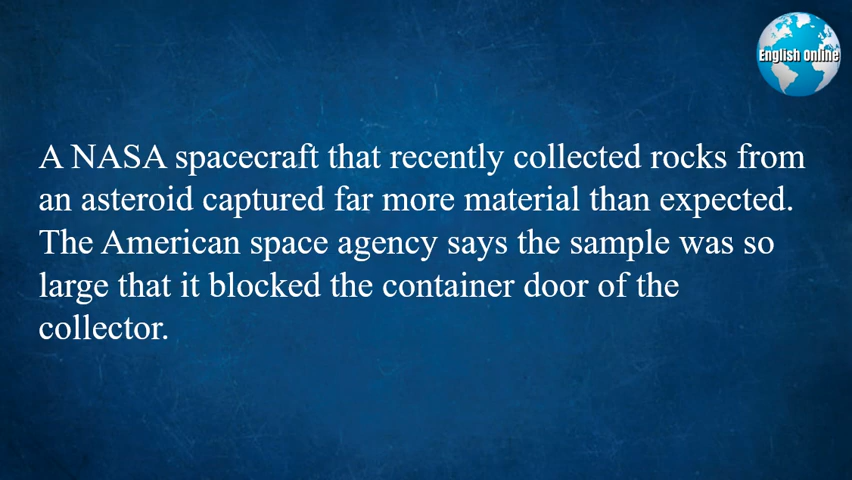 English Online
A NASA spacecraft that recently collected rocks from
an asteroid captured far more material than expected.
The American space agency says the sample was so
large that it blocked the container door of the
collector.